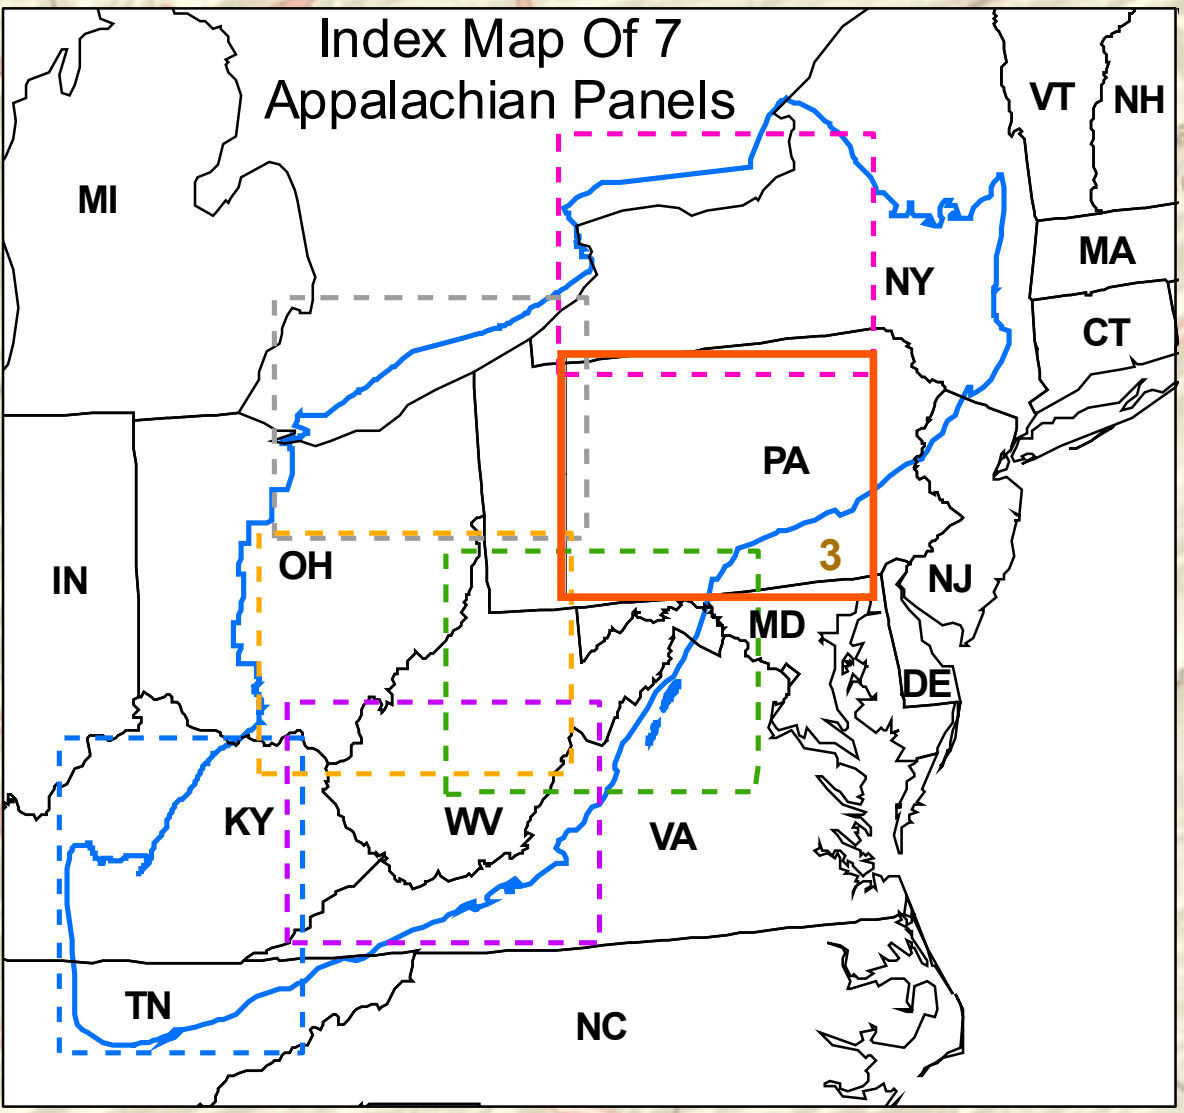 Index Map Of 7
Appalachian Panels
VT
NH
MI
MA
NY
CT
PA
3
OH
IN
NJ
MD
DE
KY
WV
VA
TN
NC